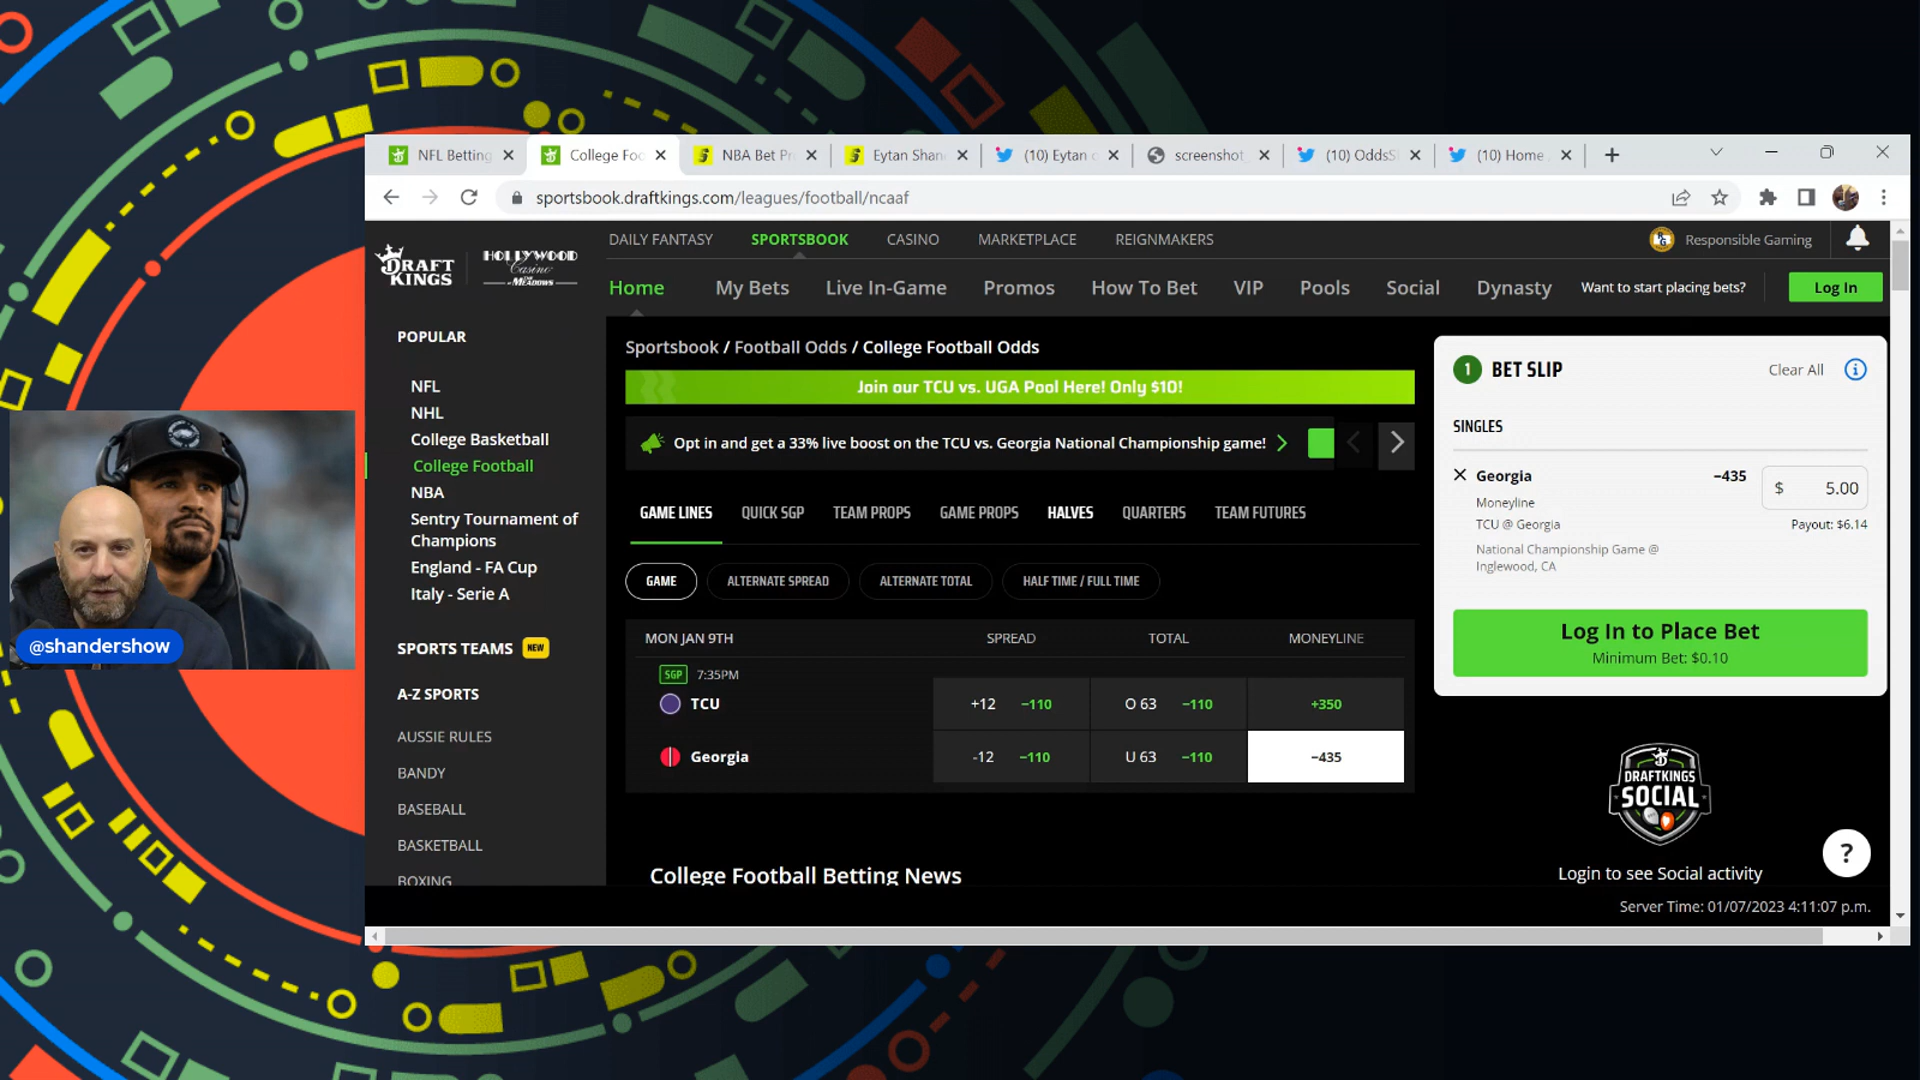 NFL Betting
College Foo
NBA Bet Pr
Eytan Shan
(10) Eytan
screenshot
(10) OddsS
(10) Home
sportsbook.draftkings.com/leagues/football/ncaaf
DRAFT KINGS
HOLLYWOOD
Casino
MEADOWS
DAILY FANTASY
SPORTSBOOK
CASINO
MARKETPLACE
REIGNMAKERS
Responsible Gaming
Home
My Bets
Live In-Game
Promos
How To Bet
VIP
Pools
Social
Dynasty
Want to start placing bets?
Log In
POPULAR
NFL
NHL
College Basketball
College Football
NBA
Sentry Tournament of
Champions
England - FA Cup
Italy - Serie A
SPORTS TEAMS NEW
A-Z SPORTS
AUSSIE RULES
BANDY
BASEBALL
BASKETBALL
BOXING
Sportsbook / Football Odds / College Football Odds
Join our TCU vs. UGA Pool Here! Only $10!
Opt in and get a 33% live boost on the TCU vs. Georgia National Championship game!
GAME LINES
QUICK SGP
TEAM PROPS
GAME PROPS
HALVES
QUARTERS
TEAM FUTURES
GAME
ALTERNATE SPREAD
ALTERNATE TOTAL
HALF TIME / FULL TIME
MON JAN 9TH SPREAD TOTAL MONEYLINE
SGP 7:35PM
TCU +12 −110 O 63 −110 +350
Georgia -12 −110 U 63 −110 −435
College Football Betting News
1 BET SLIP
Clear All
SINGLES
Georgia −435 $ 5.00
Moneyline
TCU @ Georgia Payout: $6.14
National Championship Game @
Inglewood, CA
Log In to Place Bet
Minimum Bet: $0.10
DRAFTKINGS
SOCIAL
?
Login to see Social activity
Server Time: 01/07/2023 4:11:07 p.m.
@shandershow